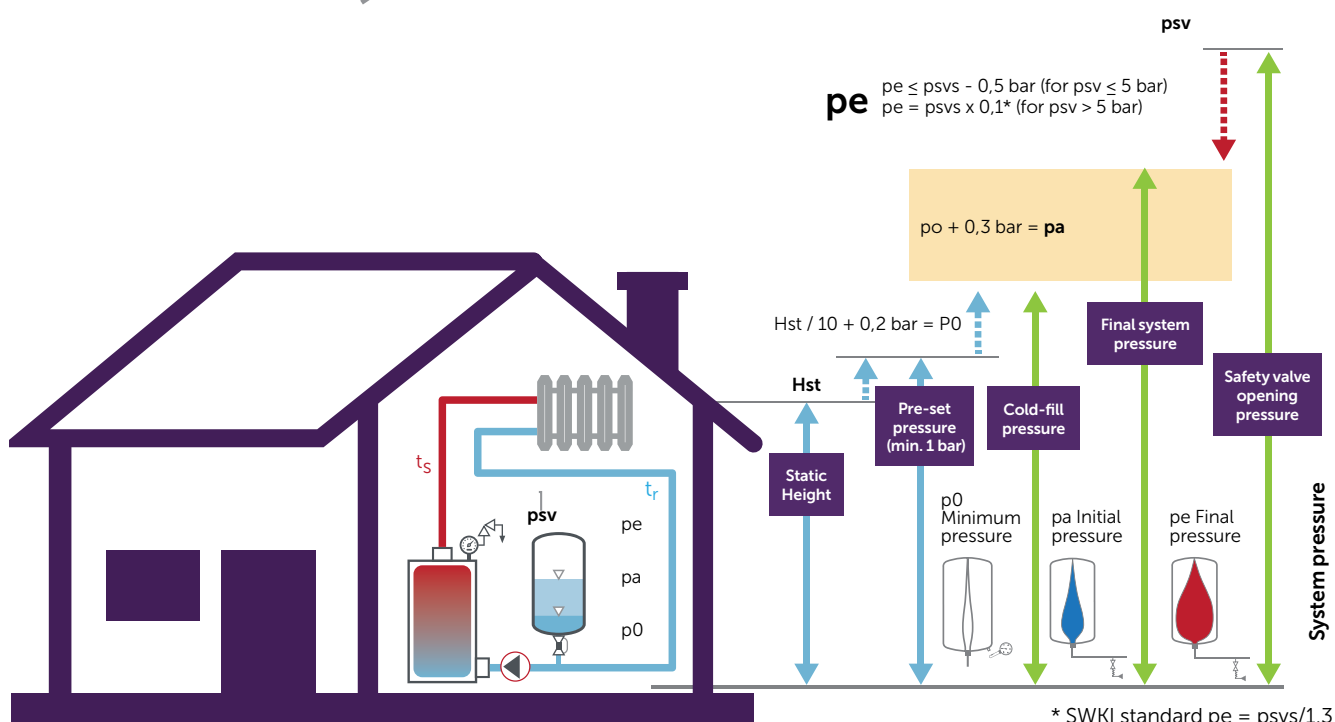 psv
pe
pe ≤ psvs - 0,5 bar (for psv ≤ 5 bar)
pe = psvs x 0,1* (for psv > 5 bar)
po + 0,3 bar = pa
Hst / 10 + 0,2 bar = P0
Hst
Final system
pressure
Safety valve
opening
pressure
Pre-set
pressure
(min. 1 bar)
Cold-fill
pressure
Static
Height
ts
tr
psv
pe
pa
p0
p0
Minimum
pressure
pa Initial
pressure
pe Final
pressure
System pressure
* SWKI standard pe = psvs/1,3